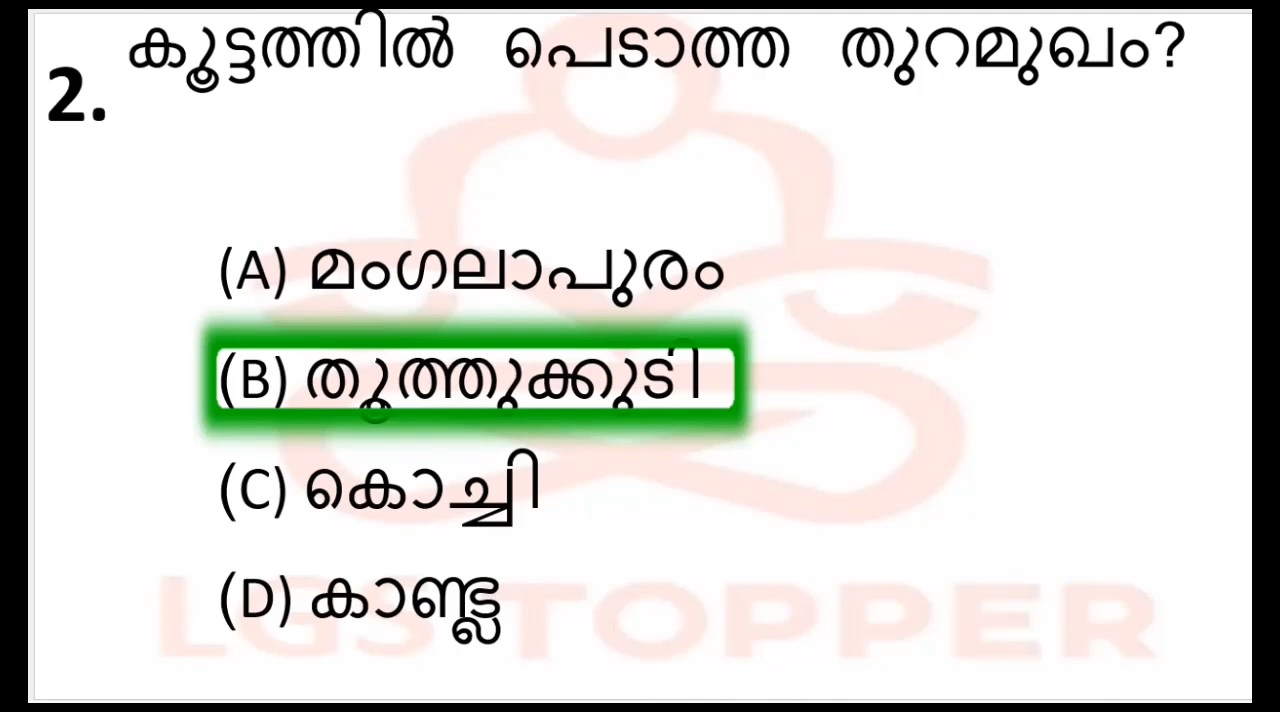 കൂട്ടത്തിൽ പെടാത്ത തുറമുഖം?
2.
(A) മംഗലാപുരം
(B) തൂത്തുക്കുടി
(C) കൊച്ചി
(D) കാണ്ട്ല
LGS TOPPER